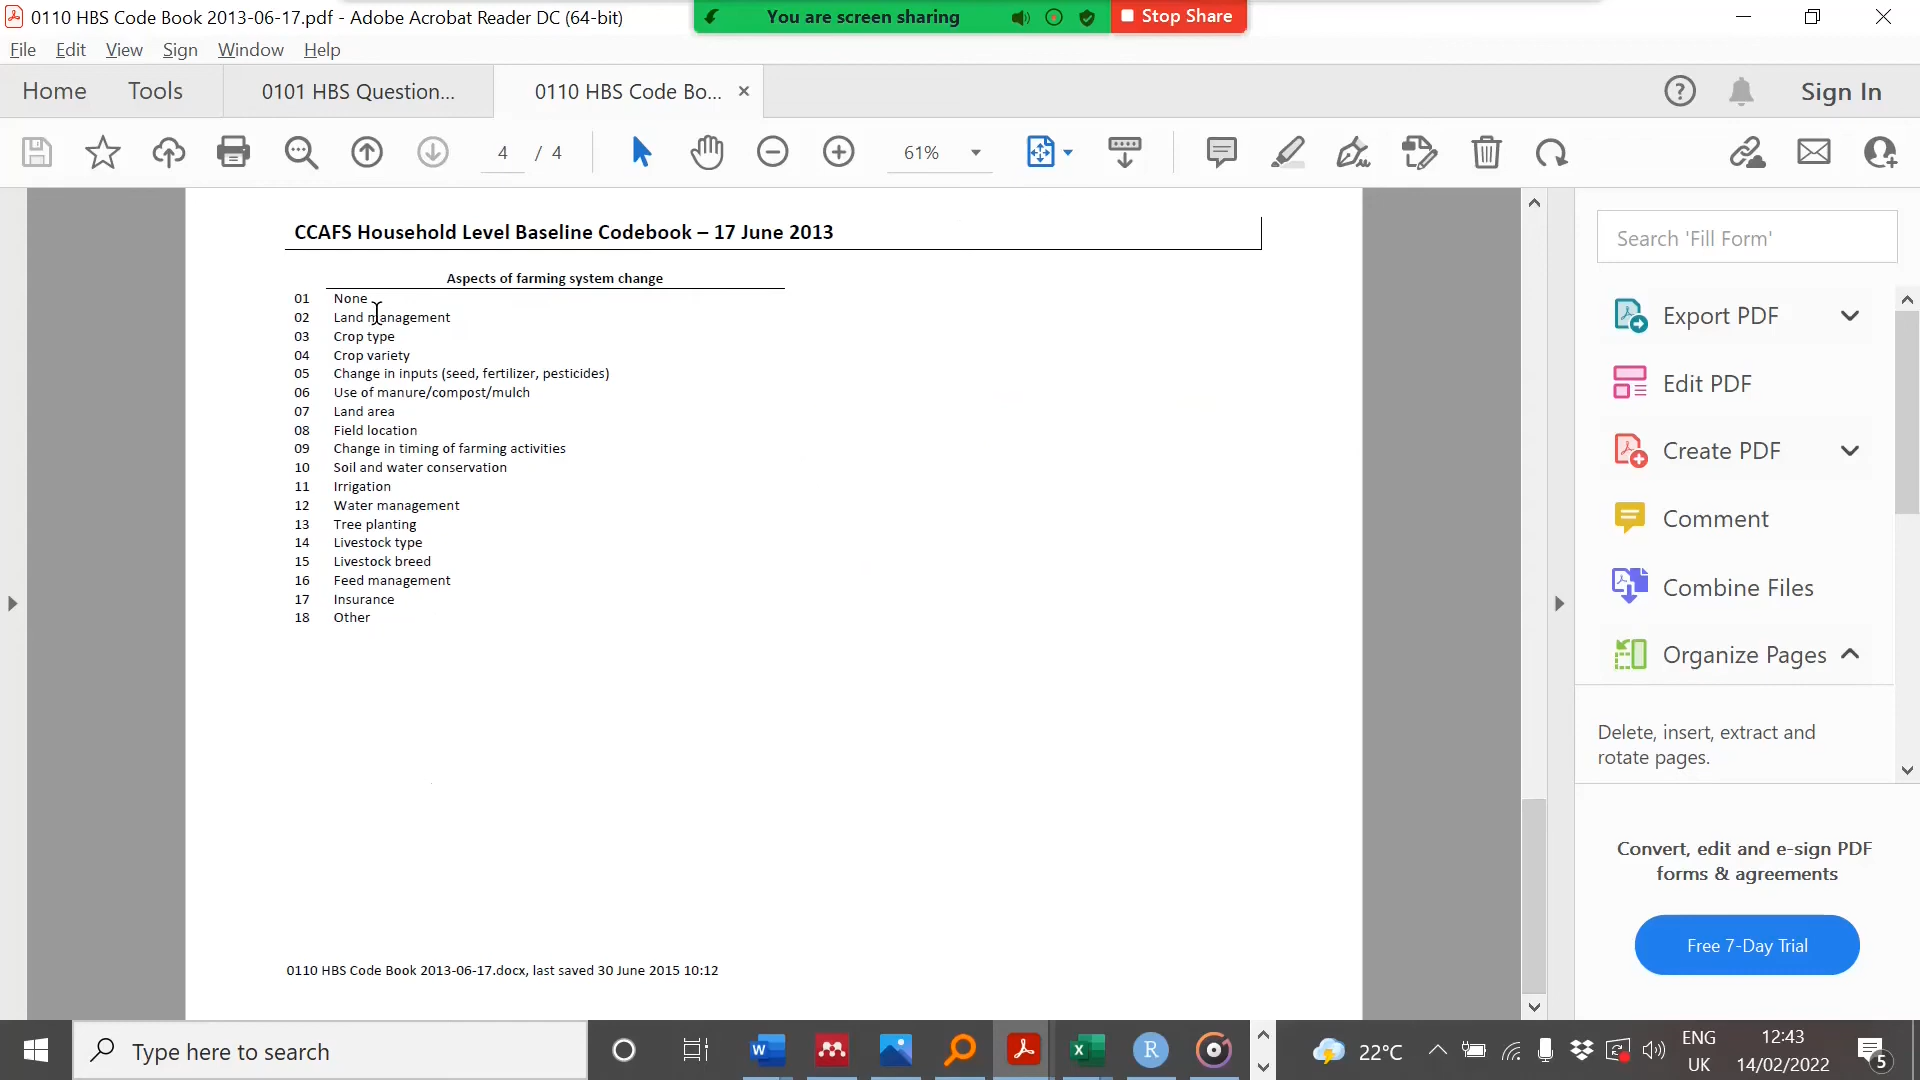 0110 HBS Code Book 2013-06-17.pdf - Adobe Acrobat Reader DC (64-bit)
You are screen sharing
Stop Share
File Edit View Sign Window Help
Home Tools 0101 HBS Question... 0110 HBS Code Bo... Sign In
4 / 4 61%
CCAFS Household Level Baseline Codebook – 17 June 2013
Aspects of farming system change
01 None
02 Land management
03 Crop type
04 Crop variety
05 Change in inputs (seed, fertilizer, pesticides)
06 Use of manure/compost/mulch
07 Land area
08 Field location
09 Change in timing of farming activities
10 Soil and water conservation
11 Irrigation
12 Water management
13 Tree planting
14 Livestock type
15 Livestock breed
16 Feed management
17 Insurance
18 Other
0110 HBS Code Book 2013-06-17.docx, last saved 30 June 2015 10:12
Search 'Fill Form'
Export PDF
Edit PDF
Create PDF
Comment
Combine Files
Organize Pages
Delete, insert, extract and
rotate pages.
Convert, edit and e-sign PDF
forms & agreements
Free 7-Day Trial
Type here to search
22°C
ENG
UK
12:43
14/02/2022
5